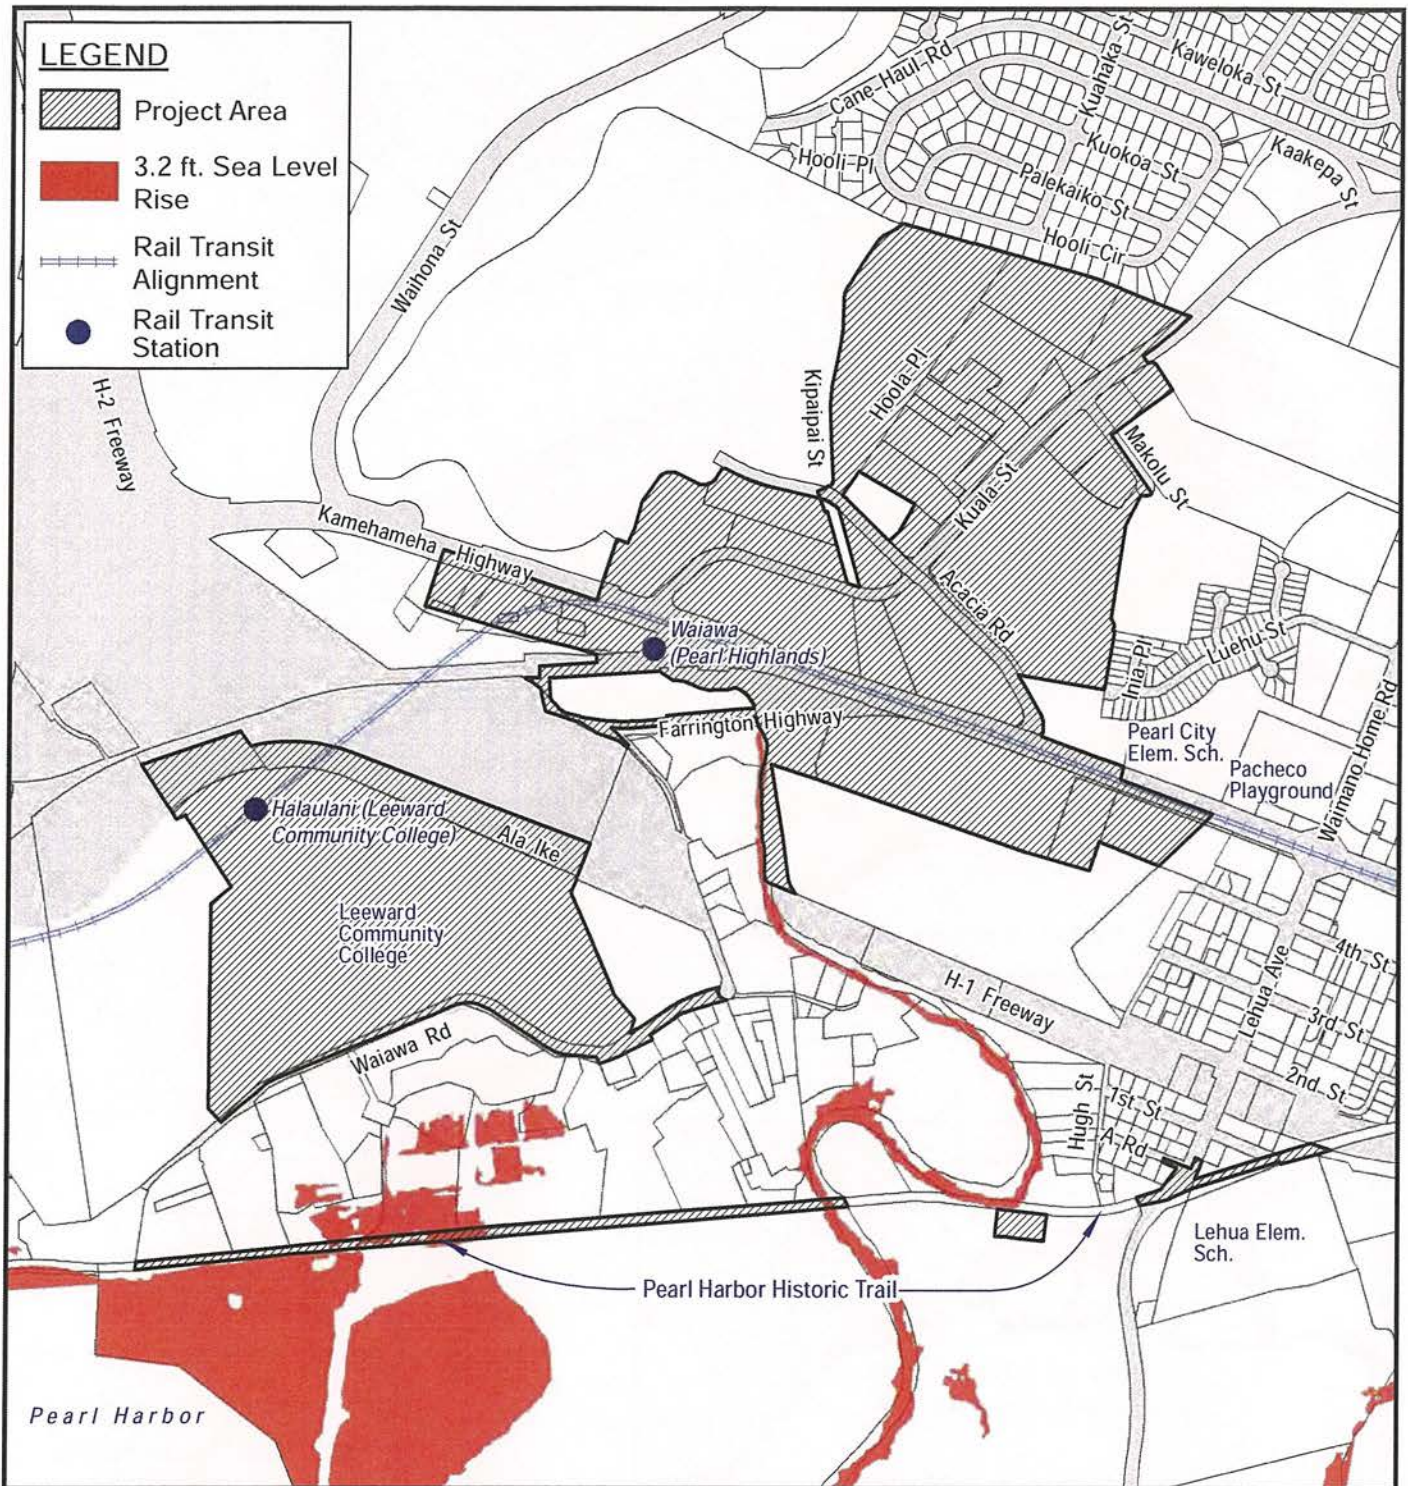 LEGEND
Project Area
3.2 ft. Sea Level
Rise
Rail Transit
Alignment
Rail Transit
Station
Cane Haul Rd
Kuahaka St
Kaweloka St
Hooli Pl
Kuokoa St
Kaakepa St
Palekaiko St
Hooli Cir
Waihona St
H-2 Freeway
Kipaipai St
Hoola Pl
Makolu St
Kuala St
Kamehameha Highway
Acacia Rd
Waiawa
(Pearl Highlands)
Inia Pl
Luehu St
Farrington Highway
Pearl City
Elem. Sch.
Pacheco
Playground
Waimano Home Rd
Halaulani (Leeward
Community College)
Ala Ike
Leeward
Community
College
4th St
H-1 Freeway
Lehua Ave
3rd St
Waiawa Rd
2nd St
Hugh St
1st St
A Rd
Lehua Elem.
Sch.
Pearl Harbor Historic Trail
Pearl Harbor